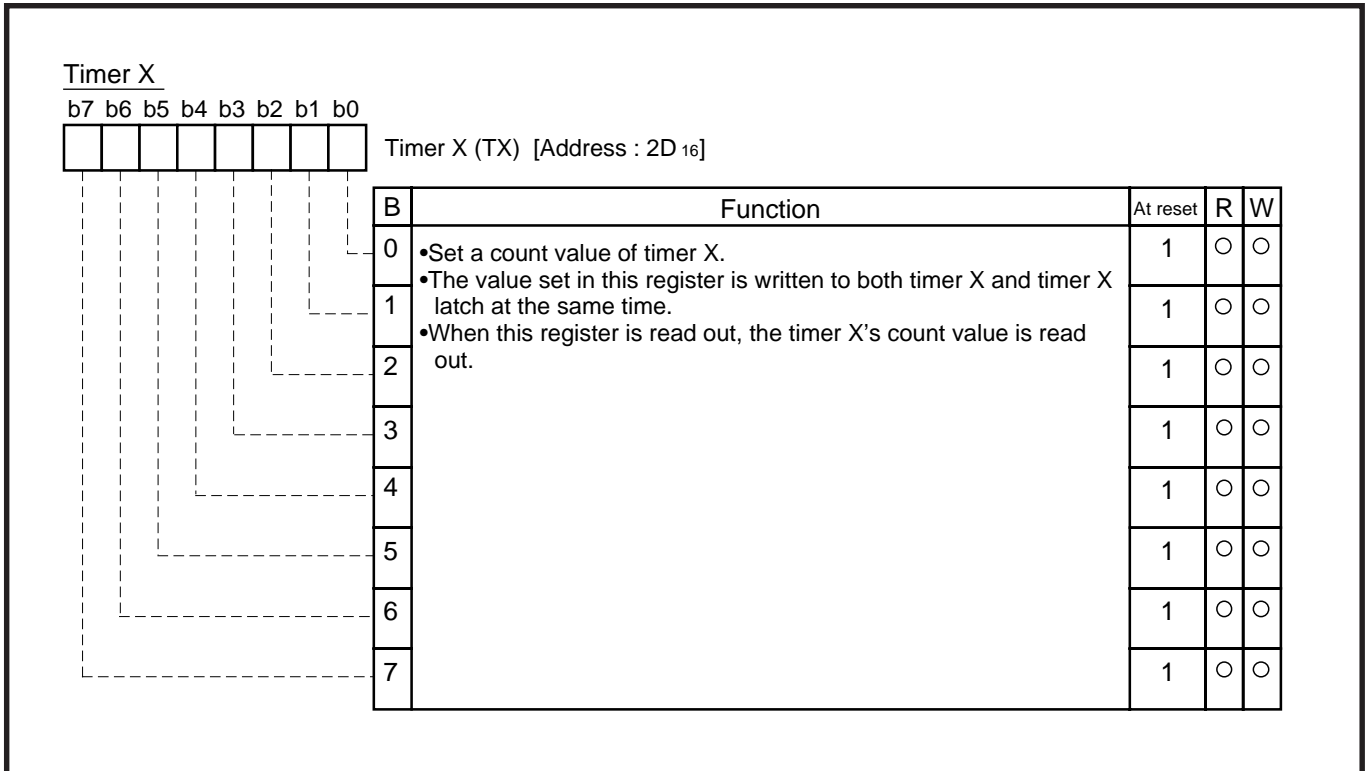 Timer X
b7 b6 b5 b4 b3 b2 b1 b0
Timer X (TX) [Address : 2D 16]
B Function At reset R W
0 •Set a count value of timer X. 1 ○ ○
•The value set in this register is written to both timer X and timer X
1 latch at the same time. 1 ○ ○
•When this register is read out, the timer X’s count value is read
2 out. 1 ○ ○
3 1 ○ ○
4 1 ○ ○
5 1 ○ ○
6 1 ○ ○
7 1 ○ ○